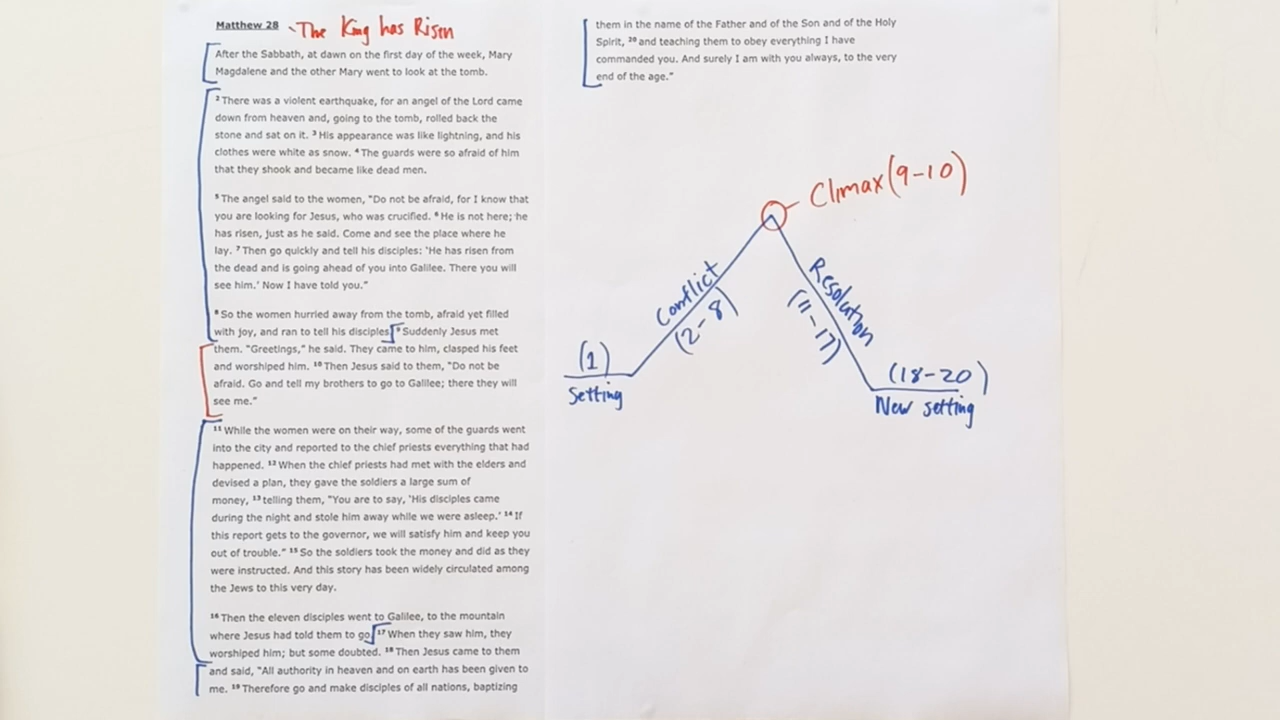 Matthew 28 - The King has Risen
After the Sabbath, at dawn on the first day of the week, Mary
Magdalene and the other Mary went to look at the tomb.
² There was a violent earthquake, for an angel of the Lord came
down from heaven and, going to the tomb, rolled back the
stone and sat on it. ³ His appearance was like lightning, and his
clothes were white as snow. ⁴ The guards were so afraid of him
that they shook and became like dead men.
⁵ The angel said to the women, "Do not be afraid, for I know that
you are looking for Jesus, who was crucified. ⁶ He is not here; he
has risen, just as he said. Come and see the place where he
lay. ⁷ Then go quickly and tell his disciples: 'He has risen from
the dead and is going ahead of you into Galilee. There you will
see him.' Now I have told you."
⁸ So the women hurried away from the tomb, afraid yet filled
with joy, and ran to tell his disciples. ⁹ Suddenly Jesus met
them. "Greetings," he said. They came to him, clasped his feet
and worshiped him. ¹⁰ Then Jesus said to them, "Do not be
afraid. Go and tell my brothers to go to Galilee; there they will
see me."
¹¹ While the women were on their way, some of the guards went
into the city and reported to the chief priests everything that had
happened. ¹² When the chief priests had met with the elders and
devised a plan, they gave the soldiers a large sum of
money, ¹³ telling them, "You are to say, 'His disciples came
during the night and stole him away while we were asleep.' ¹⁴ If
this report gets to the governor, we will satisfy him and keep you
out of trouble." ¹⁵ So the soldiers took the money and did as they
were instructed. And this story has been widely circulated among
the Jews to this very day.
¹⁶ Then the eleven disciples went to Galilee, to the mountain
where Jesus had told them to go. ¹⁷ When they saw him, they
worshiped him; but some doubted. ¹⁸ Then Jesus came to them
and said, "All authority in heaven and on earth has been given to
me. ¹⁹ Therefore go and make disciples of all nations, baptizing
them in the name of the Father and of the Son and of the Holy
Spirit, ²⁰ and teaching them to obey everything I have
commanded you. And surely I am with you always, to the very
end of the age."
Climax (9-10)
Conflict
(2-8)
Resolution
(11-17)
(1)
Setting
(18-20)
New setting